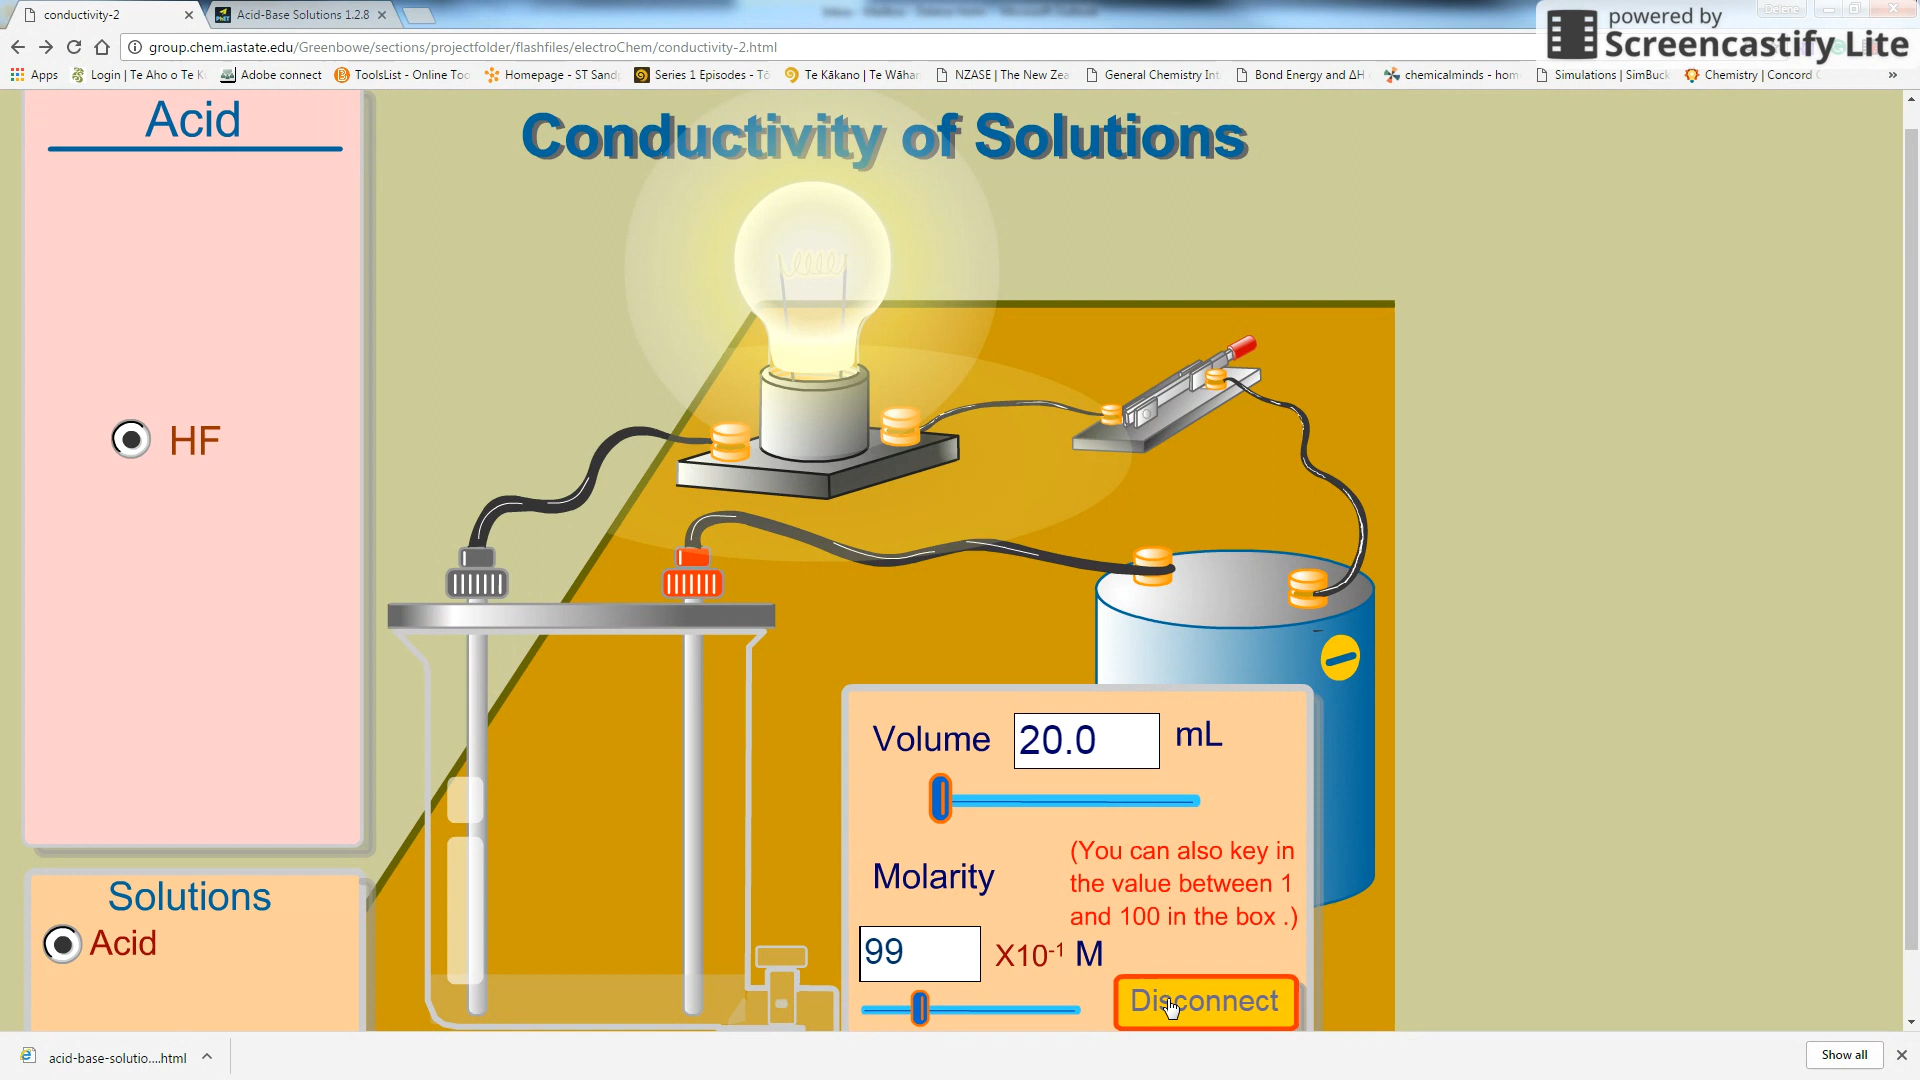 conductivity-2
Acid-Base Solutions 1.2.8
powered by
Screencastify Lite
group.chem.iastate.edu/Greenbowe/sections/projectfolder/flashfiles/electroChem/conductivity-2.html
Apps
Login | Te Aho o Te K
Adobe connect
ToolsList - Online Too
Homepage - ST Sand
Series 1 Episodes - Tō
Te Kākano | Te Wāhar
NZASE | The New Zea
General Chemistry Int
Bond Energy and ΔH
chemicalminds - hom
Simulations | SimBuck
Chemistry | Concord C
»
Acid
Conductivity of Solutions
HF
Volume 20.0 mL
(You can also key in
the value between 1
and 100 in the box .)
Molarity
99 X10⁻¹ M
Disconnect
Solutions
Acid
acid-base-solutio....html
Show all